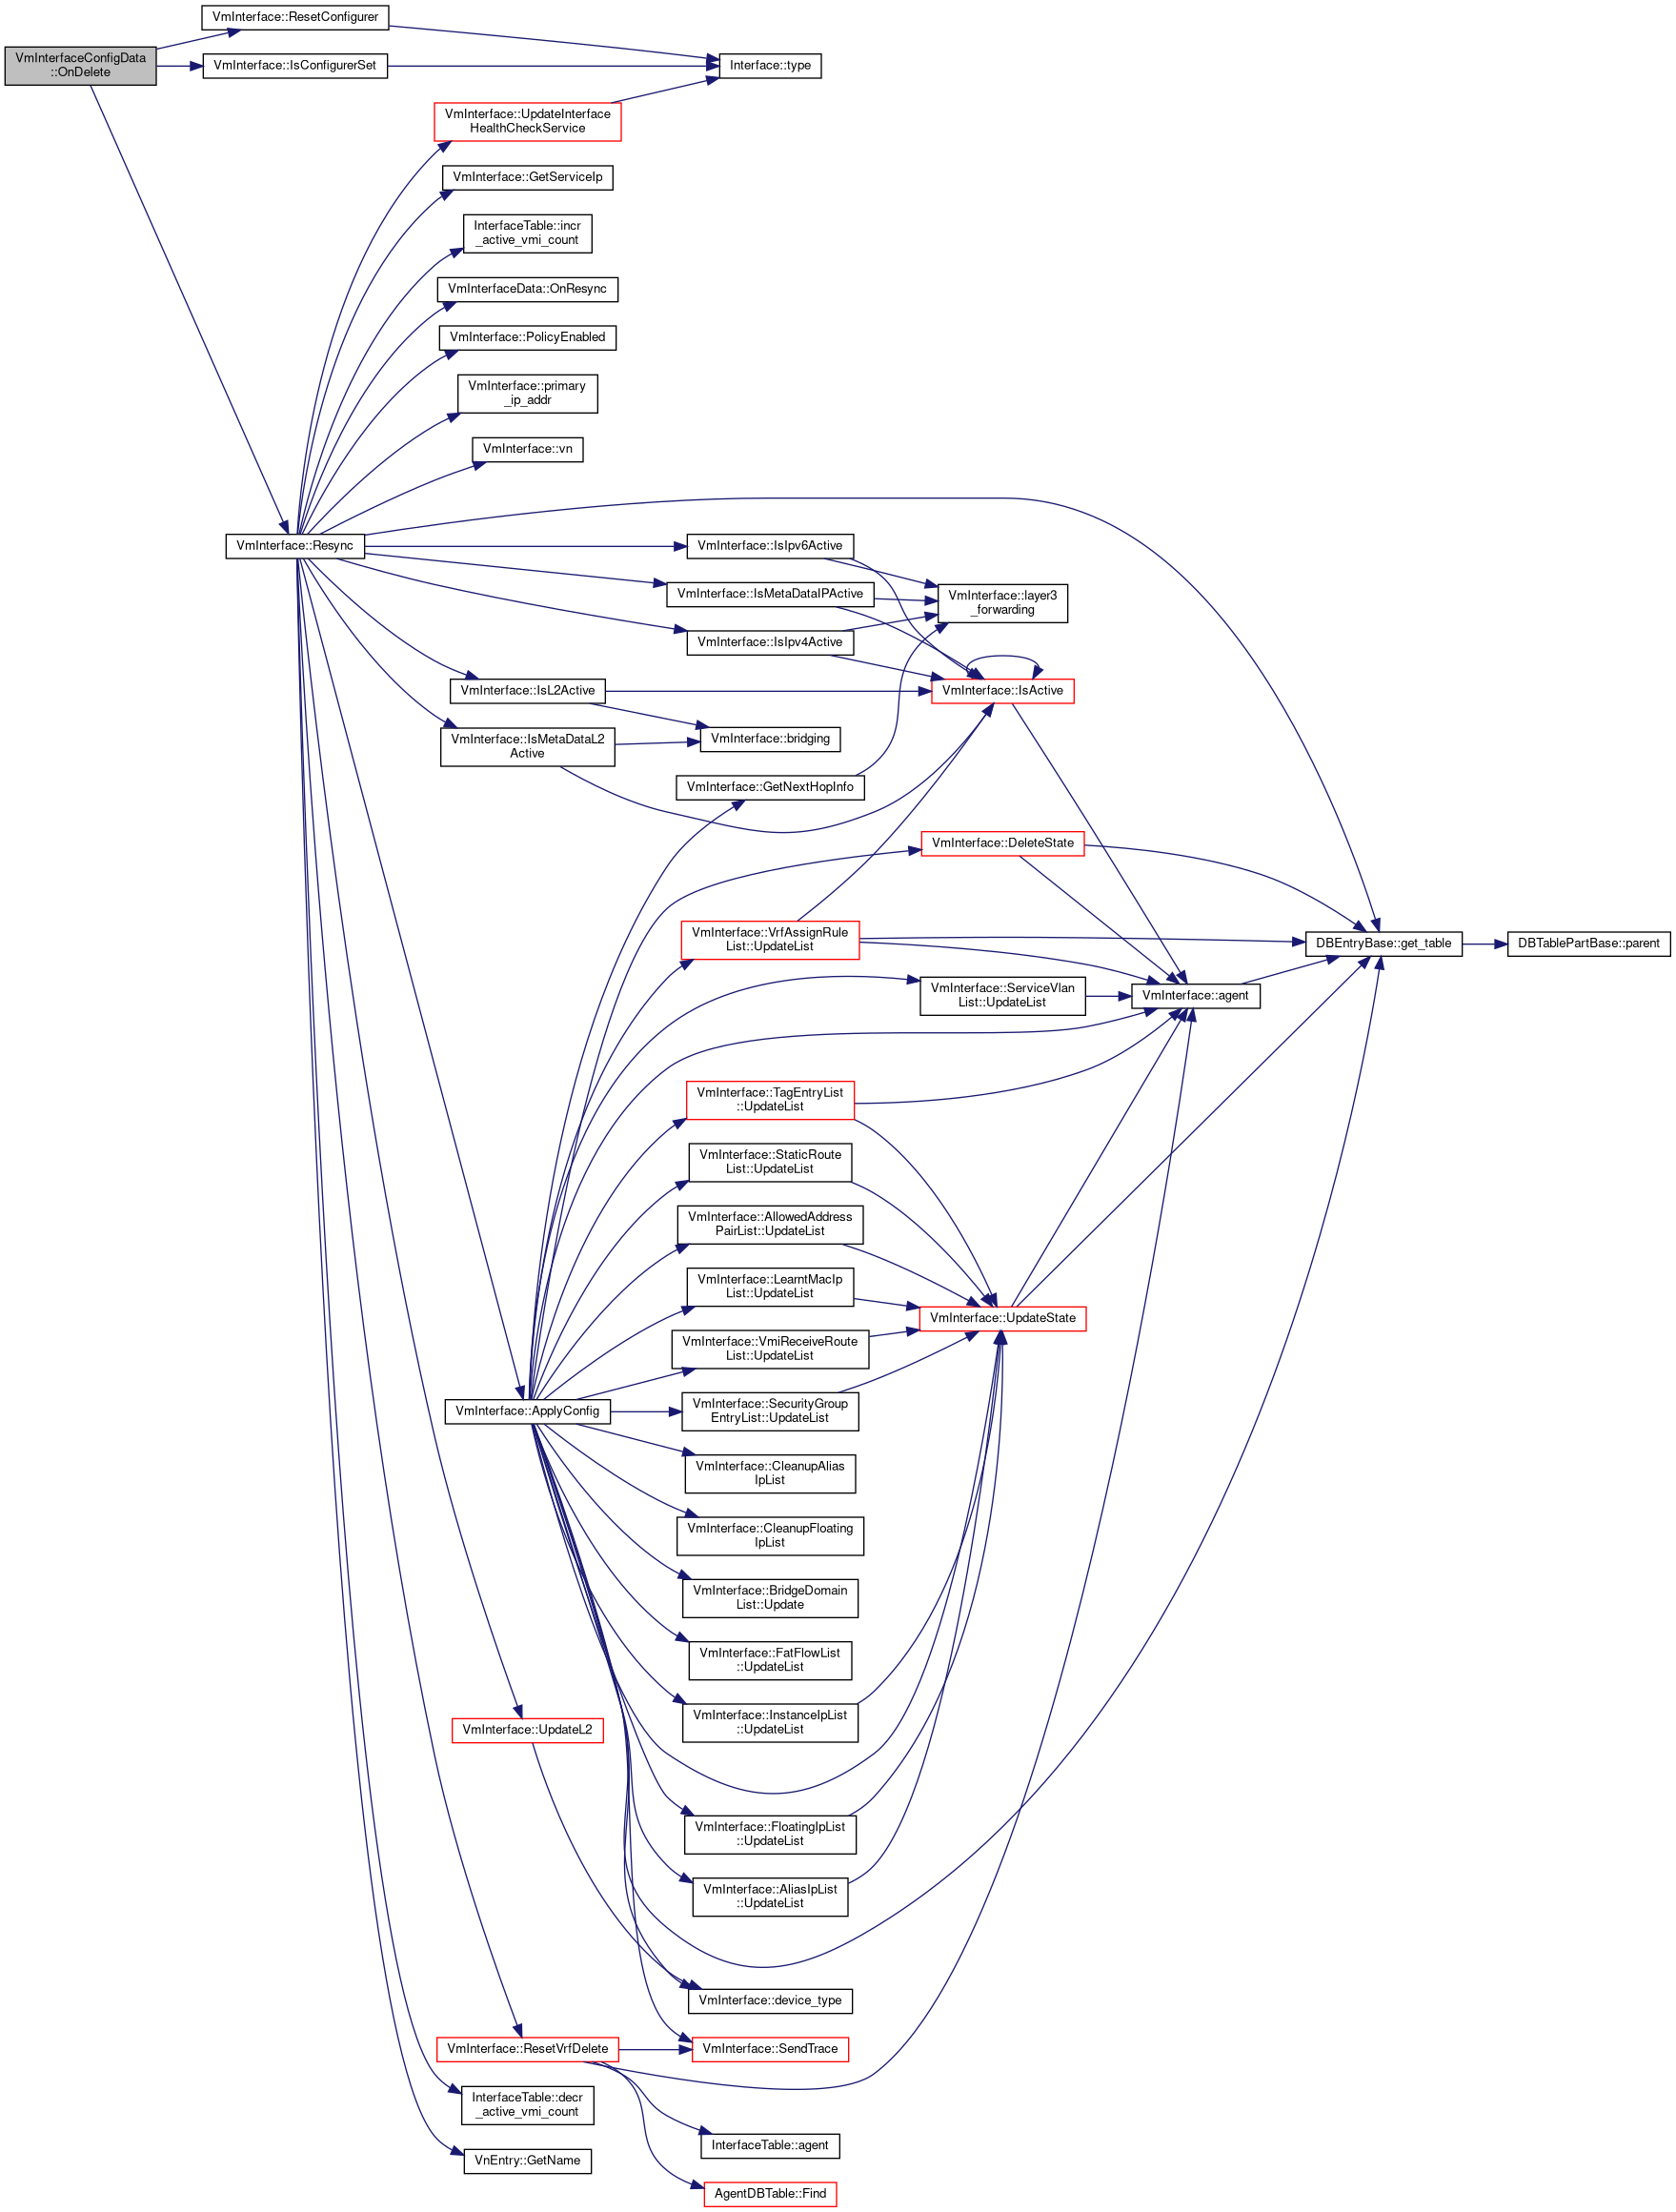 VmInterface::ResetConfigurer
VmInterfaceConfigData
::OnDelete
VmInterface::IsConfigurerSet
Interface::type
VmInterface::UpdateInterface
HealthCheckService
VmInterface::GetServiceIp
InterfaceTable::incr
_active_vmi_count
VmInterfaceData::OnResync
VmInterface::PolicyEnabled
VmInterface::primary
_ip_addr
VmInterface::vn
VmInterface::Resync
VmInterface::IsIpv6Active
VmInterface::IsMetaDataIPActive
VmInterface::layer3
_forwarding
VmInterface::IsIpv4Active
VmInterface::IsL2Active
VmInterface::IsActive
VmInterface::IsMetaDataL2
Active
VmInterface::bridging
VmInterface::GetNextHopInfo
VmInterface::DeleteState
VmInterface::VrfAssignRule
List::UpdateList
DBEntryBase::get_table
DBTablePartBase::parent
VmInterface::ServiceVlan
List::UpdateList
VmInterface::agent
VmInterface::TagEntryList
::UpdateList
VmInterface::StaticRoute
List::UpdateList
VmInterface::AllowedAddress
PairList::UpdateList
VmInterface::LearntMacIp
List::UpdateList
VmInterface::UpdateState
VmInterface::VmiReceiveRoute
List::UpdateList
VmInterface::ApplyConfig
VmInterface::SecurityGroup
EntryList::UpdateList
VmInterface::CleanupAlias
IpList
VmInterface::CleanupFloating
IpList
VmInterface::BridgeDomain
List::Update
VmInterface::FatFlowList
::UpdateList
VmInterface::InstanceIpList
::UpdateList
VmInterface::UpdateL2
VmInterface::FloatingIpList
::UpdateList
VmInterface::AliasIpList
::UpdateList
VmInterface::device_type
VmInterface::ResetVrfDelete
VmInterface::SendTrace
InterfaceTable::decr
_active_vmi_count
InterfaceTable::agent
VnEntry::GetName
AgentDBTable::Find